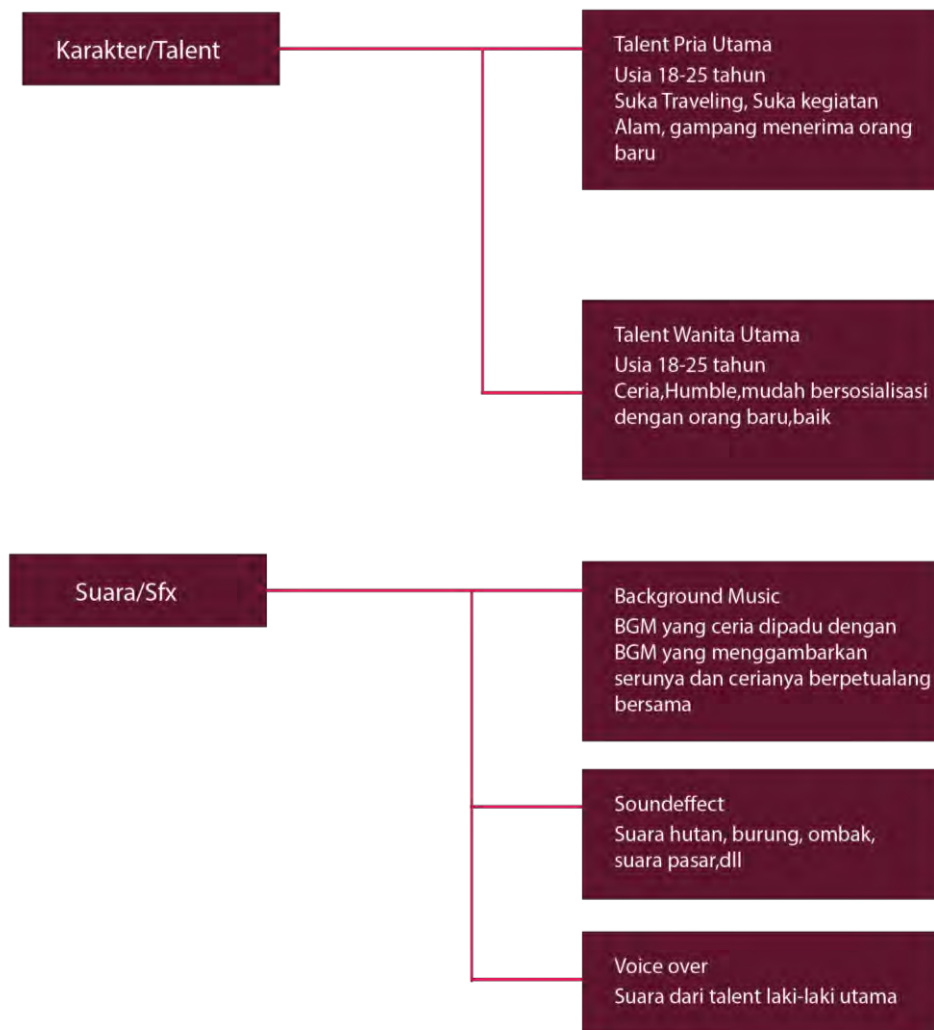 Karakter/Talent
Talent Pria Utama
Usia 18-25 tahun
Suka Traveling, Suka kegiatan
Alam, gampang menerima orang
baru
Talent Wanita Utama
Usia 18-25 tahun
Ceria,Humble,mudah bersosialisasi
dengan orang baru,baik
Suara/Sfx
Background Music
BGM yang ceria dipadu dengan
BGM yang menggambarkan
serunya dan cerianya berpetualang
bersama
Soundeffect
Suara hutan, burung, ombak,
suara pasar,dll
Voice over
Suara dari talent laki-laki utama